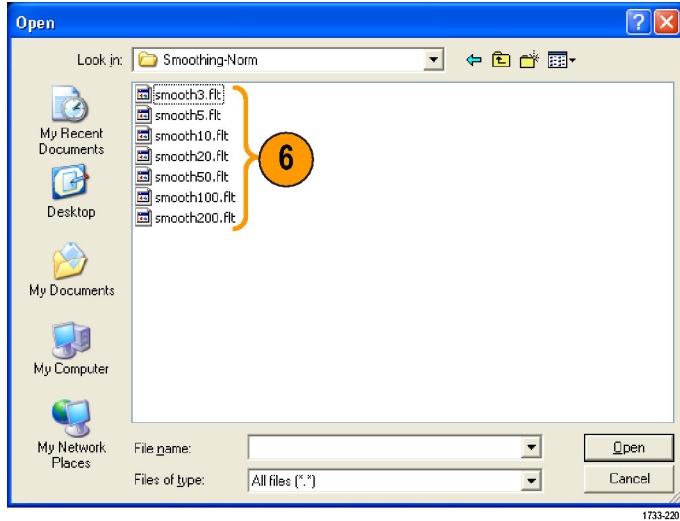 Open
Look in:
Smoothing-Norm
My Recent
Documents
Desktop
My Documents
My Computer
My Network
Places
smooth3.flt
smooth5.flt
smooth10.flt
smooth20.flt
smooth50.flt
smooth100.flt
smooth200.flt
6
File name:
Open
Files of type:
All files (*.*)
Cancel
1733-220